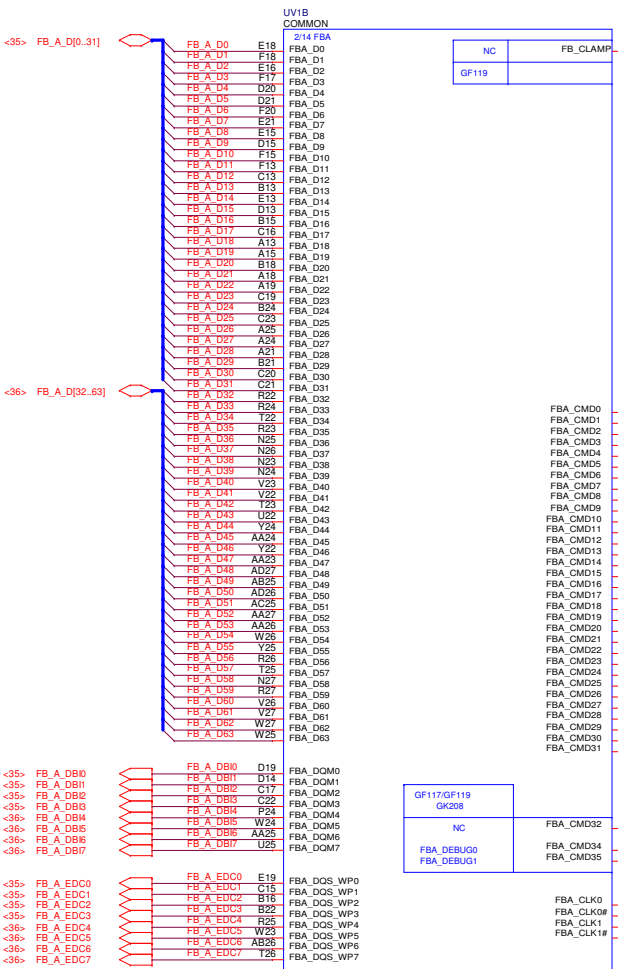 UV1B
COMMON
2/14 FBA
<35> FB_A_D[0..31]
FB_A_D0 E18 FBA_D0
FB_A_D1 F18 FBA_D1
FB_A_D2 E16 FBA_D2
FB_A_D3 F17 FBA_D3
FB_A_D4 D20 FBA_D4
FB_A_D5 D21 FBA_D5
FB_A_D6 F20 FBA_D6
FB_A_D7 E21 FBA_D7
FB_A_D8 E15 FBA_D8
FB_A_D9 D15 FBA_D9
FB_A_D10 F15 FBA_D10
FB_A_D11 F13 FBA_D11
FB_A_D12 C13 FBA_D12
FB_A_D13 B13 FBA_D13
FB_A_D14 E13 FBA_D14
FB_A_D15 D13 FBA_D15
FB_A_D16 B15 FBA_D16
FB_A_D17 C16 FBA_D17
FB_A_D18 A13 FBA_D18
FB_A_D19 A15 FBA_D19
FB_A_D20 B18 FBA_D20
FB_A_D21 A18 FBA_D21
FB_A_D22 A19 FBA_D22
FB_A_D23 C19 FBA_D23
FB_A_D24 B24 FBA_D24
FB_A_D25 C23 FBA_D25
FB_A_D26 A25 FBA_D26
FB_A_D27 A24 FBA_D27
FB_A_D28 A21 FBA_D28
FB_A_D29 B21 FBA_D29
FB_A_D30 C20 FBA_D30
FB_A_D31 C21 FBA_D31
<36> FB_A_D[32..63]
FB_A_D32 R22 FBA_D32
FB_A_D33 R24 FBA_D33
FB_A_D34 T22 FBA_D34
FB_A_D35 R23 FBA_D35
FB_A_D36 N25 FBA_D36
FB_A_D37 N26 FBA_D37
FB_A_D38 N23 FBA_D38
FB_A_D39 N24 FBA_D39
FB_A_D40 V23 FBA_D40
FB_A_D41 V22 FBA_D41
FB_A_D42 T23 FBA_D42
FB_A_D43 U22 FBA_D43
FB_A_D44 Y24 FBA_D44
FB_A_D45 AA24 FBA_D45
FB_A_D46 Y22 FBA_D46
FB_A_D47 AA23 FBA_D47
FB_A_D48 AD27 FBA_D48
FB_A_D49 AB25 FBA_D49
FB_A_D50 AD26 FBA_D50
FB_A_D51 AC25 FBA_D51
FB_A_D52 AA27 FBA_D52
FB_A_D53 AA26 FBA_D53
FB_A_D54 W26 FBA_D54
FB_A_D55 Y25 FBA_D55
FB_A_D56 R26 FBA_D56
FB_A_D57 T25 FBA_D57
FB_A_D58 N27 FBA_D58
FB_A_D59 R27 FBA_D59
FB_A_D60 V26 FBA_D60
FB_A_D61 V27 FBA_D61
FB_A_D62 W27 FBA_D62
FB_A_D63 W25 FBA_D63
<35> FB_A_DBI0 FB_A_DBI0 D19 FBA_DQM0
<35> FB_A_DBI1 FB_A_DBI1 D14 FBA_DQM1
<35> FB_A_DBI2 FB_A_DBI2 C17 FBA_DQM2
<35> FB_A_DBI3 FB_A_DBI3 C22 FBA_DQM3
<36> FB_A_DBI4 FB_A_DBI4 P24 FBA_DQM4
<36> FB_A_DBI5 FB_A_DBI5 W24 FBA_DQM5
<36> FB_A_DBI6 FB_A_DBI6 AA25 FBA_DQM6
<36> FB_A_DBI7 FB_A_DBI7 U25 FBA_DQM7
<35> FB_A_EDC0 FB_A_EDC0 E19 FBA_DQS_WP0
<35> FB_A_EDC1 FB_A_EDC1 C15 FBA_DQS_WP1
<35> FB_A_EDC2 FB_A_EDC2 B16 FBA_DQS_WP2
<35> FB_A_EDC3 FB_A_EDC3 B22 FBA_DQS_WP3
<36> FB_A_EDC4 FB_A_EDC4 R25 FBA_DQS_WP4
<36> FB_A_EDC5 FB_A_EDC5 W23 FBA_DQS_WP5
<36> FB_A_EDC6 FB_A_EDC6 AB26 FBA_DQS_WP6
<36> FB_A_EDC7 FB_A_EDC7 T26 FBA_DQS_WP7
NC FB_CLAMP
GF119
FBA_CMD0
FBA_CMD1
FBA_CMD2
FBA_CMD3
FBA_CMD4
FBA_CMD5
FBA_CMD6
FBA_CMD7
FBA_CMD8
FBA_CMD9
FBA_CMD10
FBA_CMD11
FBA_CMD12
FBA_CMD13
FBA_CMD14
FBA_CMD15
FBA_CMD16
FBA_CMD17
FBA_CMD18
FBA_CMD19
FBA_CMD20
FBA_CMD21
FBA_CMD22
FBA_CMD23
FBA_CMD24
FBA_CMD25
FBA_CMD26
FBA_CMD27
FBA_CMD28
FBA_CMD29
FBA_CMD30
FBA_CMD31
GF117/GF119
GK208
NC FBA_CMD32
FBA_DEBUG0 FBA_CMD34
FBA_DEBUG1 FBA_CMD35
FBA_CLK0
FBA_CLK0#
FBA_CLK1
FBA_CLK1#